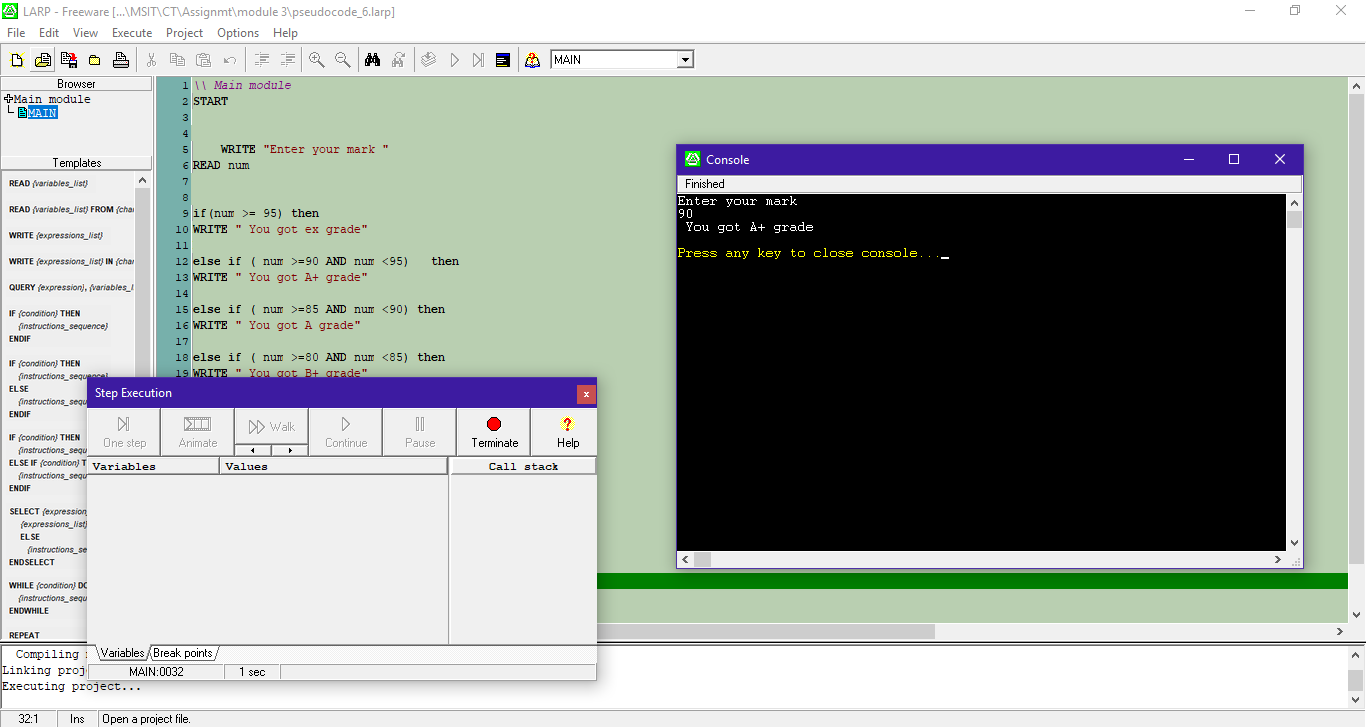 LARP - Freeware [...\MSIT\CT\Assignmt\module 3\pseudocode_6.larp]
File Edit View Execute Project Options Help
MAIN
Browser
Main module
MAIN
Templates
READ {variables_list}
READ {variables_list} FROM {chan
WRITE {expressions_list}
WRITE {expressions_list} IN {chan
QUERY {expression}, {variables_l
IF {condition} THEN
{instructions_sequence}
ENDIF
IF {condition} THEN
{instructions_sequence}
ELSE
{instructions_sequ
ENDIF
IF {condition} THEN
{instructions_sequ
ELSE IF {condition} T
{instructions_sequ
ENDIF
SELECT {expression
{expressions_list}
ELSE
{instructions_se
ENDSELECT
WHILE {condition} DO
{instructions_sequ
ENDWHILE
REPEAT
1 \\ Main module
2 START
3
4
5 WRITE "Enter your mark "
6 READ num
7
8
9 if(num >= 95) then
10 WRITE " You got ex grade"
11
12 else if ( num >=90 AND num <95) then
13 WRITE " You got A+ grade"
14
15 else if ( num >=85 AND num <90) then
16 WRITE " You got A grade"
17
18 else if ( num >=80 AND num <85) then
19 WRITE " You got B+ grade"
Console
Finished
Enter your mark
90
You got A+ grade
Press any key to close console...
Step Execution
x
One step Animate Walk Continue Pause Terminate Help
Variables Values Call stack
Variables Break points
MAIN:0032 1 sec
Compiling
Linking proj
Executing project...
32:1 Ins Open a project file.